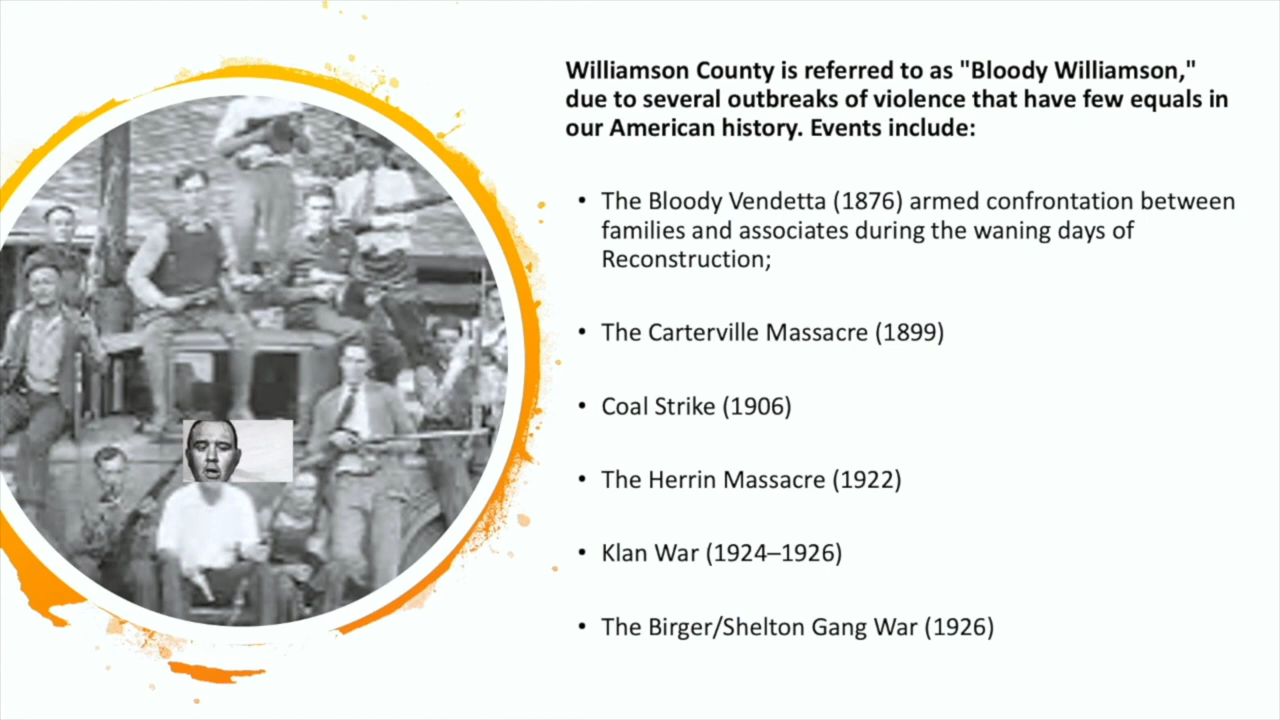 Williamson County is referred to as "Bloody Williamson,"
due to several outbreaks of violence that have few equals in
our American history. Events include:
• The Bloody Vendetta (1876) armed confrontation between
families and associates during the waning days of
Reconstruction;
• The Carterville Massacre (1899)
• Coal Strike (1906)
• The Herrin Massacre (1922)
• Klan War (1924–1926)
• The Birger/Shelton Gang War (1926)